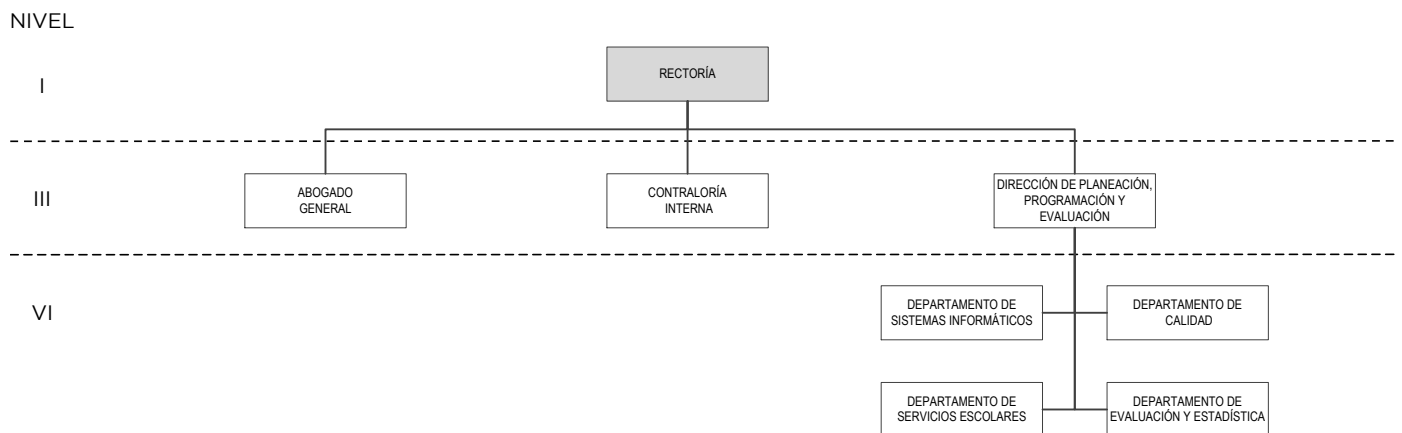 NIVEL
I
RECTORÍA
III
ABOGADO
GENERAL
CONTRALORÍA
INTERNA
DIRECCIÓN DE PLANEACIÓN,
PROGRAMACIÓN Y
EVALUACIÓN
VI
DEPARTAMENTO DE
SISTEMAS INFORMÁTICOS
DEPARTAMENTO DE
CALIDAD
DEPARTAMENTO DE
SERVICIOS ESCOLARES
DEPARTAMENTO DE
EVALUACIÓN Y ESTADÍSTICA